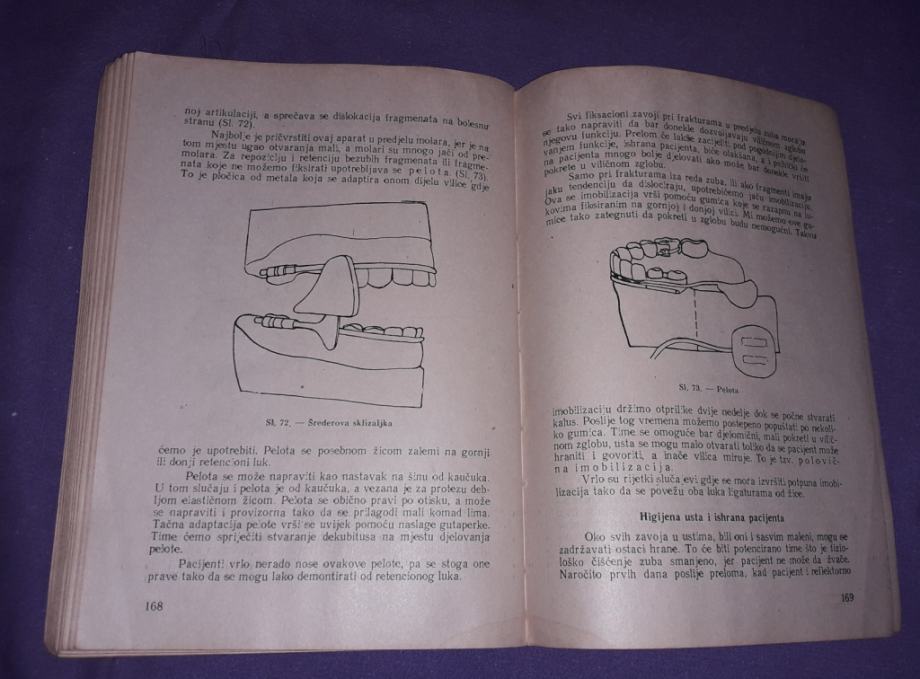 noj artikulaciji, a sprečava se dislokacija fragmenata na bolesnu
stranu (Sl. 72).
Najbolje je pričvrstiti ovaj aparat u predjelu molara, jer je na
tom mjestu ugao otvaranja mali, a molari su mnogo jači od pre-
molara. Za repoziciju i retenciju bezubih fragmenata ili fragme-
nata koje ne možemo fiksirati upotrebljava se pelota. (Sl. 73).
To je pločica od metala koja se adaptira onom dijelu vilice gdje
Sl. 72. — Šrederova sklizaljka
ćemo je upotrebiti. Pelota se posebnom žicom zalemi na gornji
ili donji retencioni luk.
Pelota se može napraviti kao nastavak na šinu od kaučuka.
U tom slučaju i pelota je od kaučuka, a vezana je za protezu deb-
ljom elastičnom žicom. Pelota se obično pravi po otisku, a može
se napraviti i provizorna tako da se prilagodi mali komad lima.
Tačna adaptacija pelote vrši se uvijek pomoću naslage gutaperke.
Time ćemo spriječiti stvaranje dekubitusa na mjestu djelovanja
pelote.
Pacijenti vrlo nerado nose ovakove pelote, pa se stoga one
prave tako da se mogu lako demontirati od retencionog luka.
168
Svi fiksacioni zavoji pri frakturama u predjelu zuba moraju
se tako napraviti da bar donekle dozvoljavaju viličnom zglobu
njegovu funkciju. Prelom će lakše zacijeliti pod pogodnijim djelo-
vanjem funkcije, ishrana pacijenta, biće olakšana, a i psihički će
na pacijenta mnogo bolje djelovati ako može bar donekle vršiti
pokrete u viličnom zglobu.
Samo pri frakturama iza reda zuba, ili ako fragmenti imaju
jaku tendenciju da dislociraju, upotrebićemo jaču imobilizaciju.
Ova se imobilizacija vrši pomoću gumica koje se razapnu na lu-
kovima fiksiranim na gornjoj i donjoj vilici. Mi možemo ove gu-
mice tako zategnuti da pokreti u zglobu budu nemogući. Takvu
Sl. 73. — Pelota
imobilizaciju držimo otprilike dvije nedelje dok se počne stvarati
kalus. Poslije tog vremena možemo postepeno popuštati po nekoli-
ko gumica. Time se omoguće bar djelomični, mali pokreti u vilič-
nom zglobu, usta se mogu malo otvarati toliko da se pacijent može
hraniti i govoriti, a inače vilica miruje. To je tzv. polovič-
na imobilizacija.
Vrlo su rijetki slučajevi gdje se mora izvršiti potpuna imobi-
lizacija tako da se povežu oba luka ligaturama od žice.
Higijena usta i ishrana pacijenta
Oko svih zavoja u ustima, bili oni i sasvim maleni, mogu se
zadržavati ostaci hrane. To će biti potencirano time što je fizio-
loško čišćenje zuba smanjeno, jer pacijent ne može da žvače.
Naročito prvih dana poslije preloma, kad pacijent i reflektorno
169